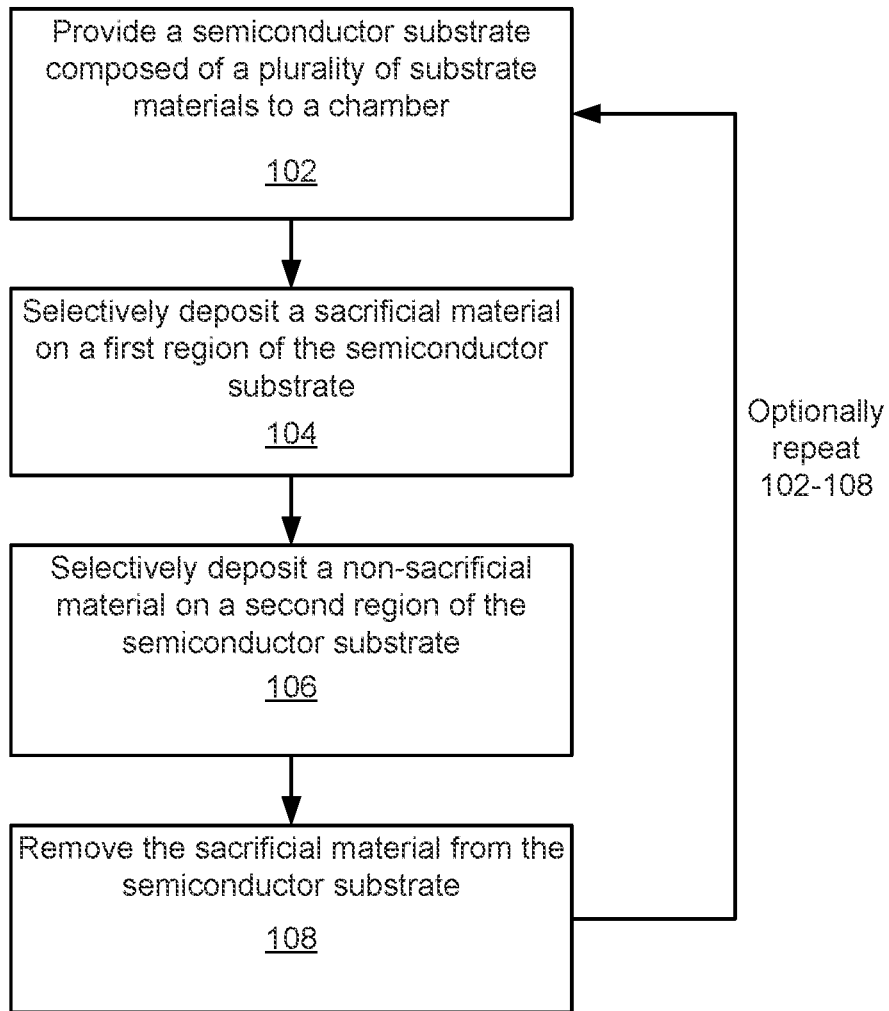 Provide a semiconductor substrate
composed of a plurality of substrate
materials to a chamber
102
Selectively deposit a sacrificial material
on a first region of the semiconductor
substrate
104
Optionally
repeat
102-108
Selectively deposit a non-sacrificial
material on a second region of the
semiconductor substrate
106
Remove the sacrificial material from the
semiconductor substrate
108